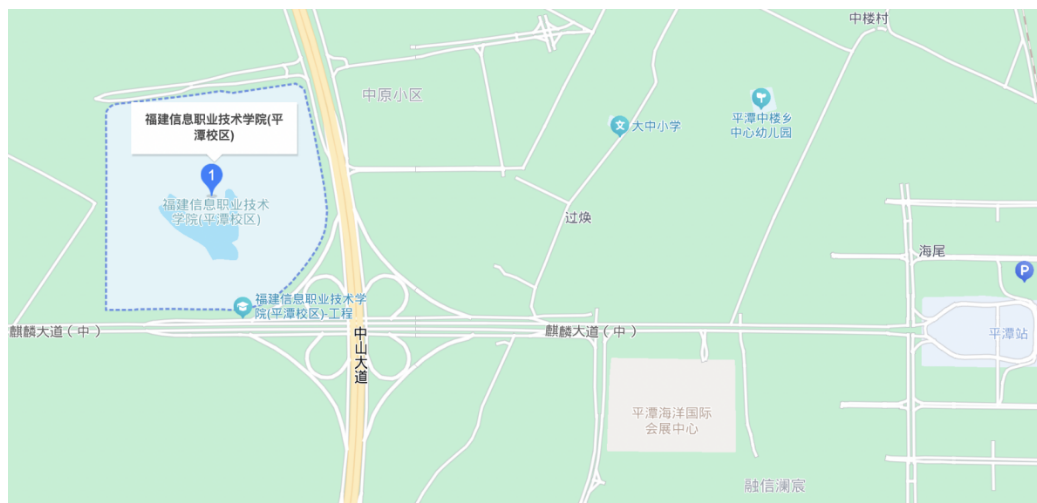 中楼村
中原小区
福建信息职业技术学院(平
潭校区)
大中小学
平潭中楼乡
中心幼儿园
1
福建信息职业技术
学院(平潭校区)
过焕
海尾
P
福建信息职业技术学
院(平潭校区)-工程
麒麟大道(中)
中山大道
麒麟大道(中)
平潭站
平潭海洋国际
会展中心
融信澜宸